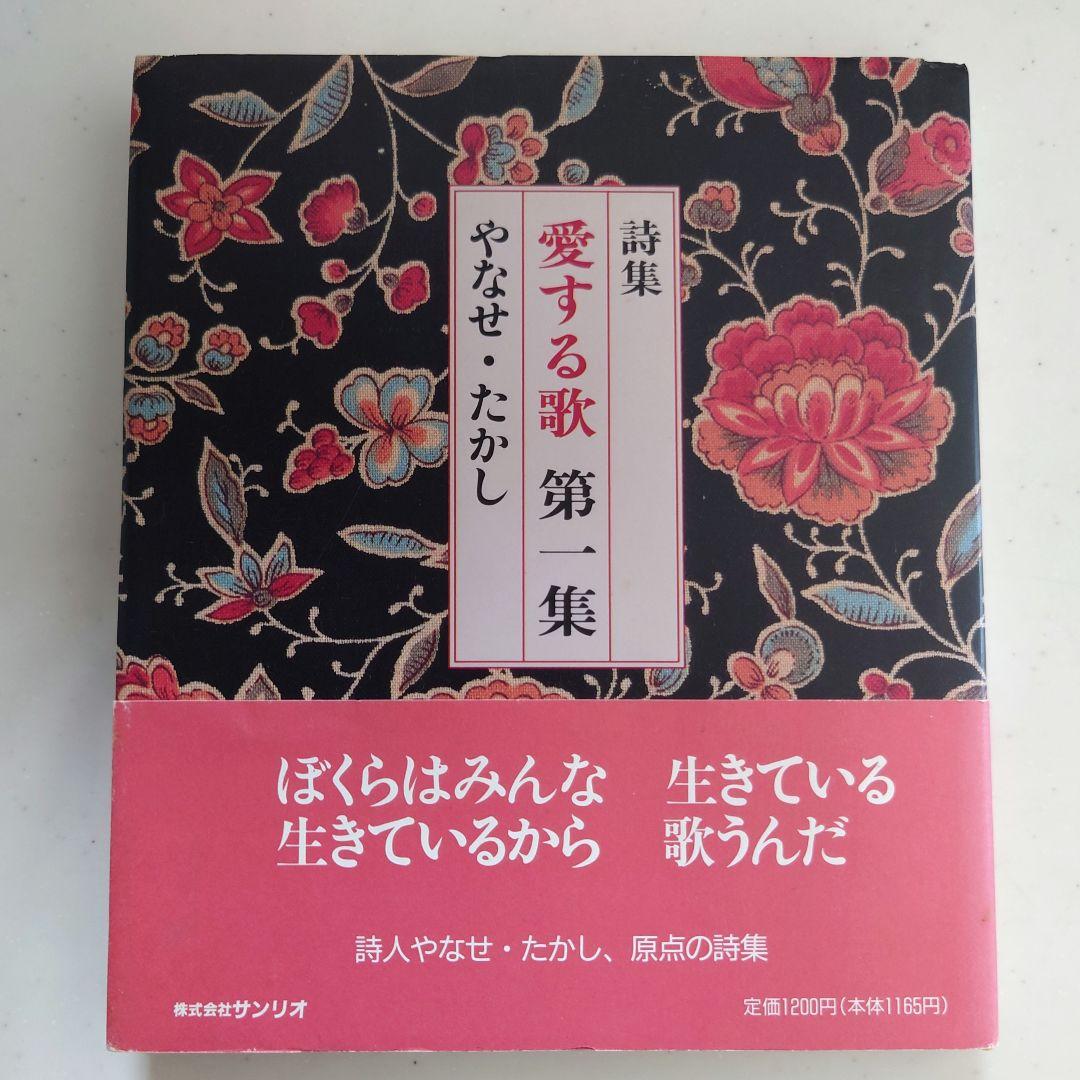 詩集
愛する歌 第一集
やなせ・たかし
ぼくらはみんな 生きている
生きているから 歌うんだ
詩人やなせ・たかし、原点の詩集
株式会社サンリオ
定価1200円(本体1165円)